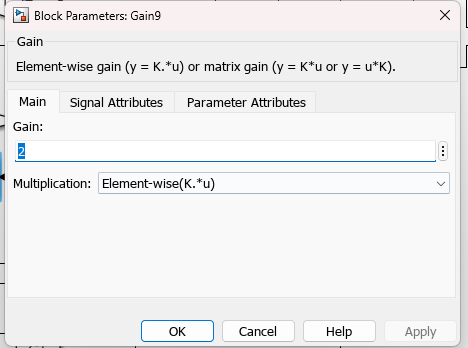 Block Parameters: Gain9
Gain
Element-wise gain (y = K.*u) or matrix gain (y = K*u or y = u*K).
Main Signal Attributes Parameter Attributes
Gain:
2
Multiplication: Element-wise(K.*u)
OK Cancel Help Apply